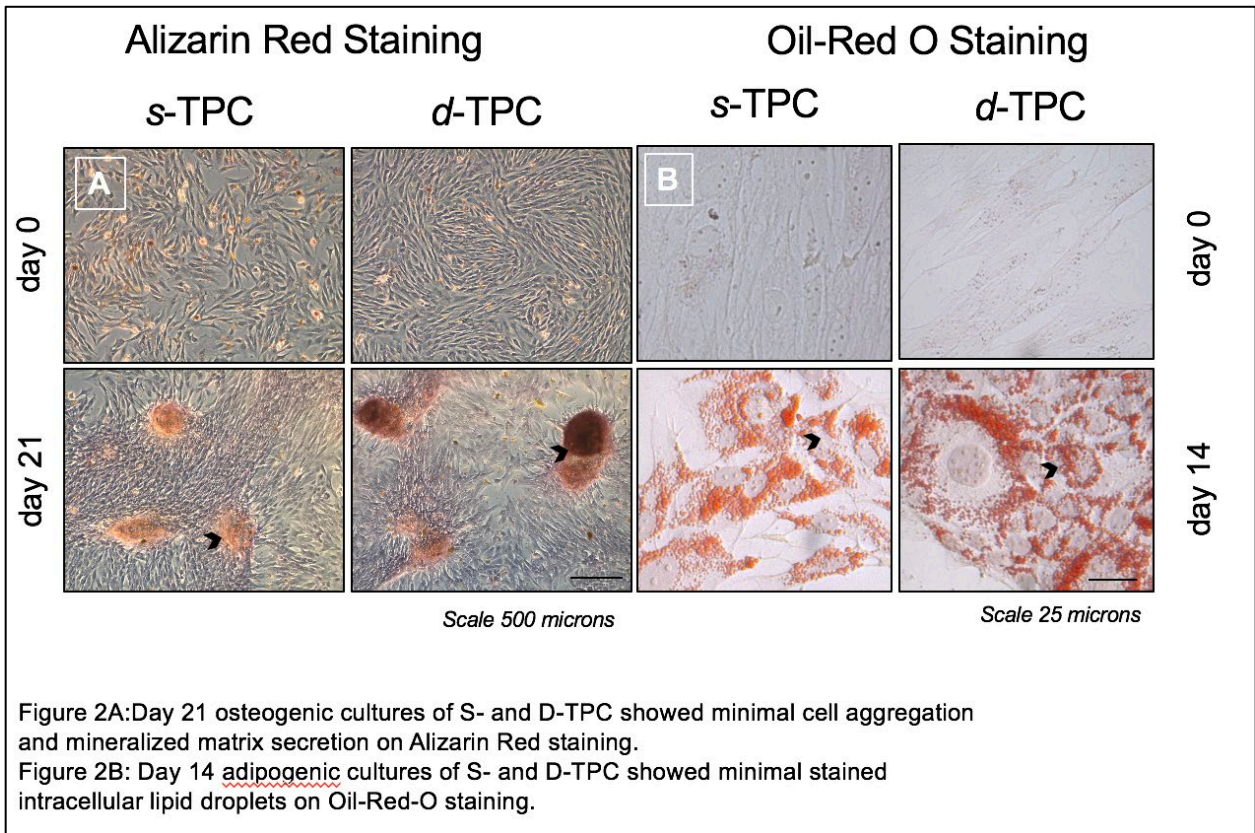 Alizarin Red Staining
Oil-Red O Staining
s-TPC
d-TPC
s-TPC
d-TPC
A
B
day 0
day 0
day 21
day 14
Scale 500 microns
Scale 25 microns
Figure 2A:Day 21 osteogenic cultures of S- and D-TPC showed minimal cell aggregation
and mineralized matrix secretion on Alizarin Red staining.
Figure 2B: Day 14 adipogenic cultures of S- and D-TPC showed minimal stained
intracellular lipid droplets on Oil-Red-O staining.